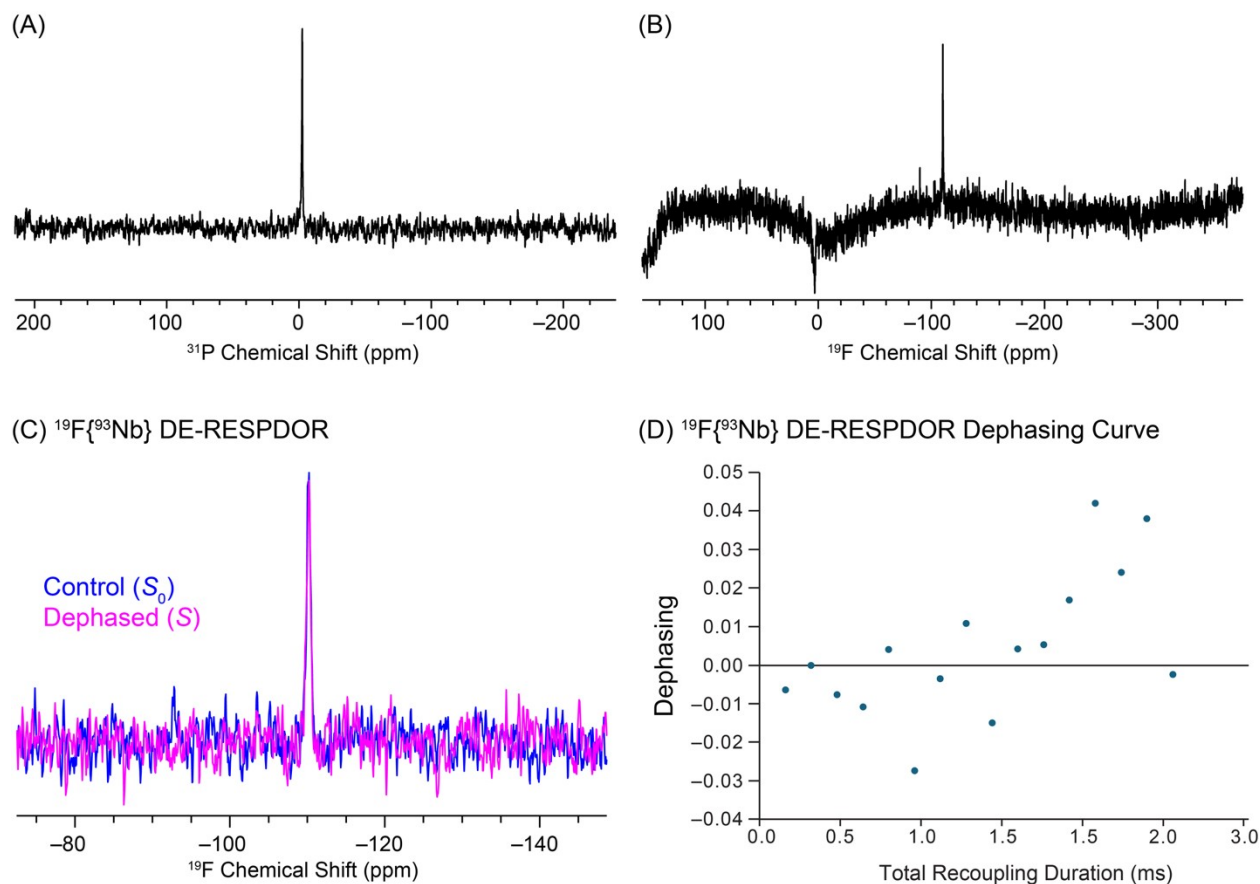 (A)
200 100 0 −100 −200
³¹P Chemical Shift (ppm)
(B)
100 0 −100 −200 −300
¹⁹F Chemical Shift (ppm)
(C) ¹⁹F{⁹³Nb} DE-RESPDOR
Control (S₀)
Dephased (S)
−80 −100 −120 −140
¹⁹F Chemical Shift (ppm)
(D) ¹⁹F{⁹³Nb} DE-RESPDOR Dephasing Curve
Dephasing
0.05
0.04
0.03
0.02
0.01
0.00
−0.01
−0.02
−0.03
−0.04
0.0 0.5 1.0 1.0 1.5 2.0 3.0
Total Recoupling Duration (ms)